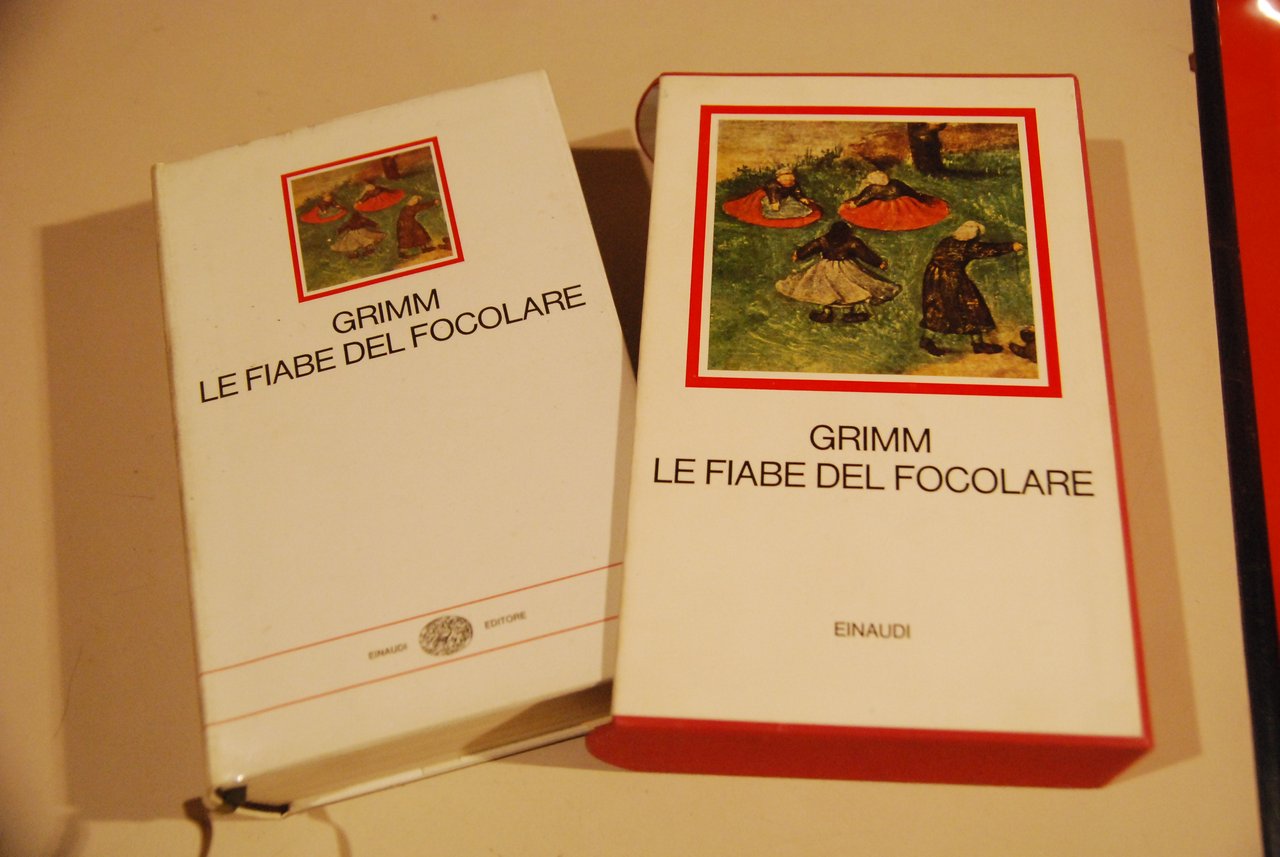 GRIMM
LE FIABE DEL FOCOLARE
EINAUDI EDITORE
GRIMM
LE FIABE DEL FOCOLARE
EINAUDI